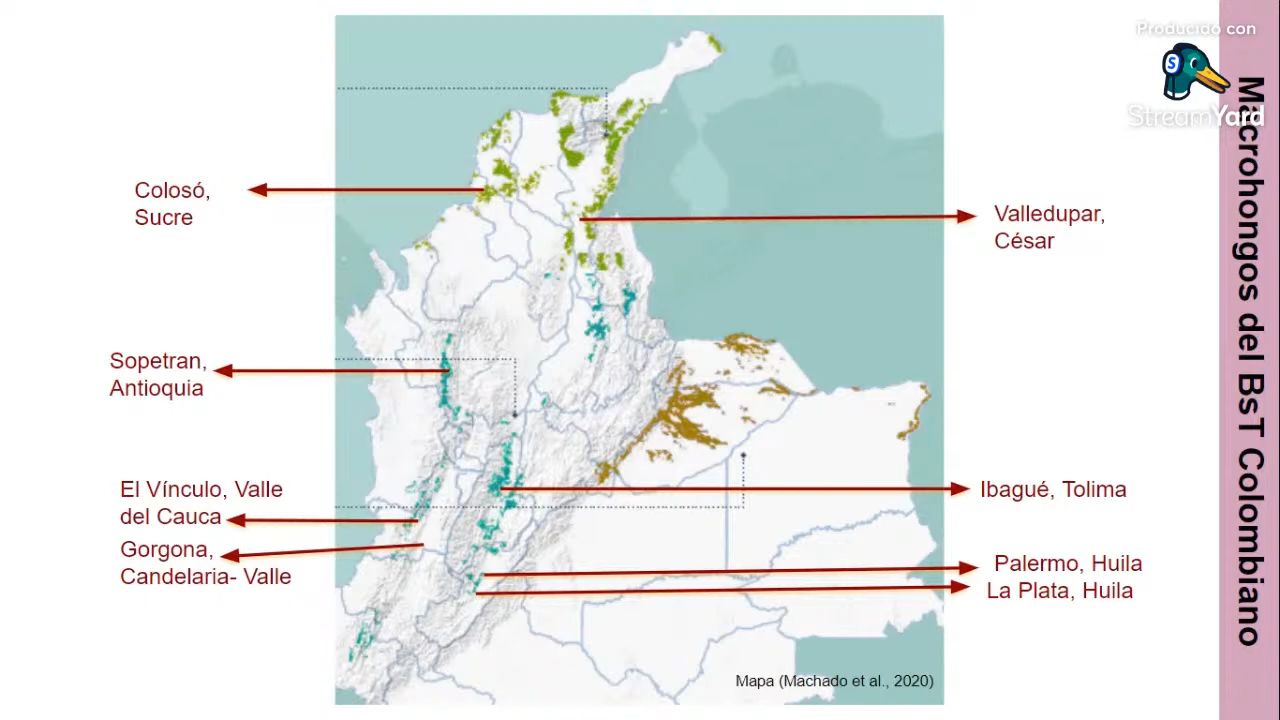 Producido con
S
StreamYard
Macrohongos del BsT Colombiano
Colosó,
Sucre
Valledupar,
César
Sopetran,
Antioquia
El Vínculo, Valle
del Cauca
Ibagué, Tolima
Gorgona,
Candelaria- Valle
Palermo, Huila
La Plata, Huila
Mapa (Machado et al., 2020)